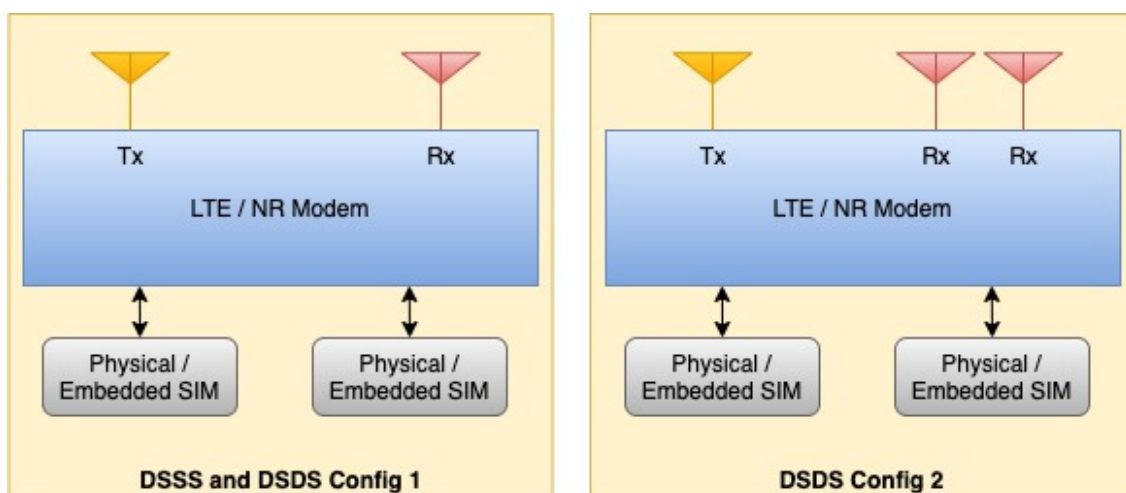 Tx
Rx
LTE / NR Modem
Physical /
Embedded SIM
Physical /
Embedded SIM
DSSS and DSDS Config 1
Tx
Rx
Rx
LTE / NR Modem
Physical /
Embedded SIM
Physical /
Embedded SIM
DSDS Config 2